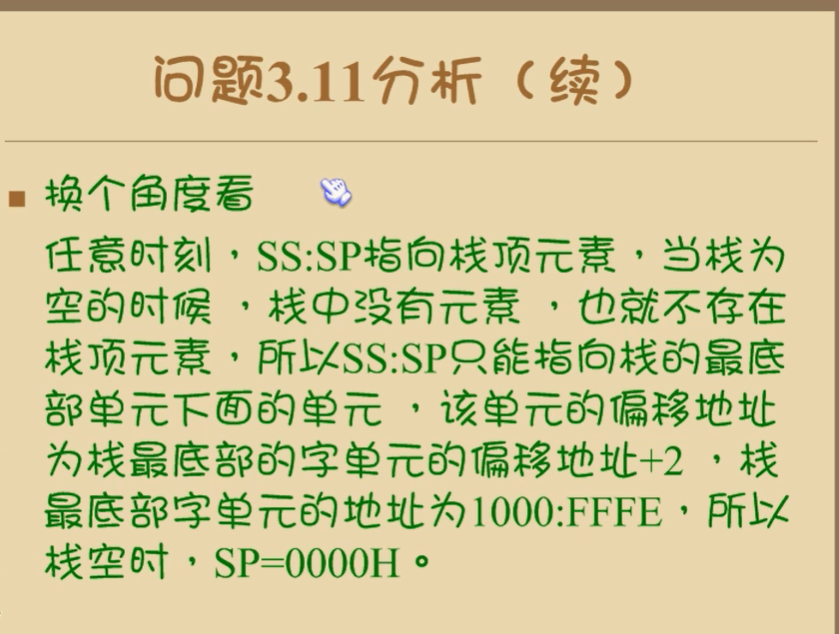 问题3.11分析（续）
换个角度看
任意时刻，SS:SP指向栈顶元素，当栈为
空的时候 ，栈中没有元素 ，也就不存在
栈顶元素，所以SS:SP只能指向栈的最底
部单元下面的单元 ，该单元的偏移地址
为栈最底部的字单元的偏移地址+2 ，栈
最底部字单元的地址为1000:FFFE，所以
栈空时，SP=0000H。